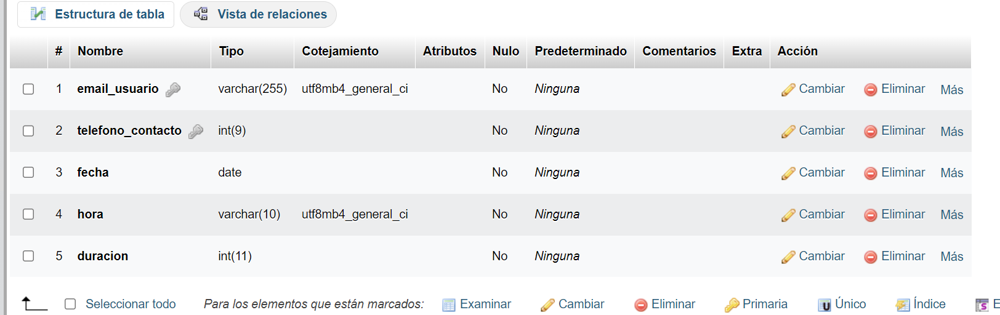 Estructura de tabla Vista de relaciones
# Nombre Tipo Cotejamiento Atributos Nulo Predeterminado Comentarios Extra Acción
1 email_usuario varchar(255) utf8mb4_general_ci No Ninguna Cambiar Eliminar Más
2 telefono_contacto int(9) No Ninguna Cambiar Eliminar Más
3 fecha date No Ninguna Cambiar Eliminar Más
4 hora varchar(10) utf8mb4_general_ci No Ninguna Cambiar Eliminar Más
5 duracion int(11) No Ninguna Cambiar Eliminar Más
Seleccionar todo Para los elementos que están marcados: Examinar Cambiar Eliminar Primaria Único Índice